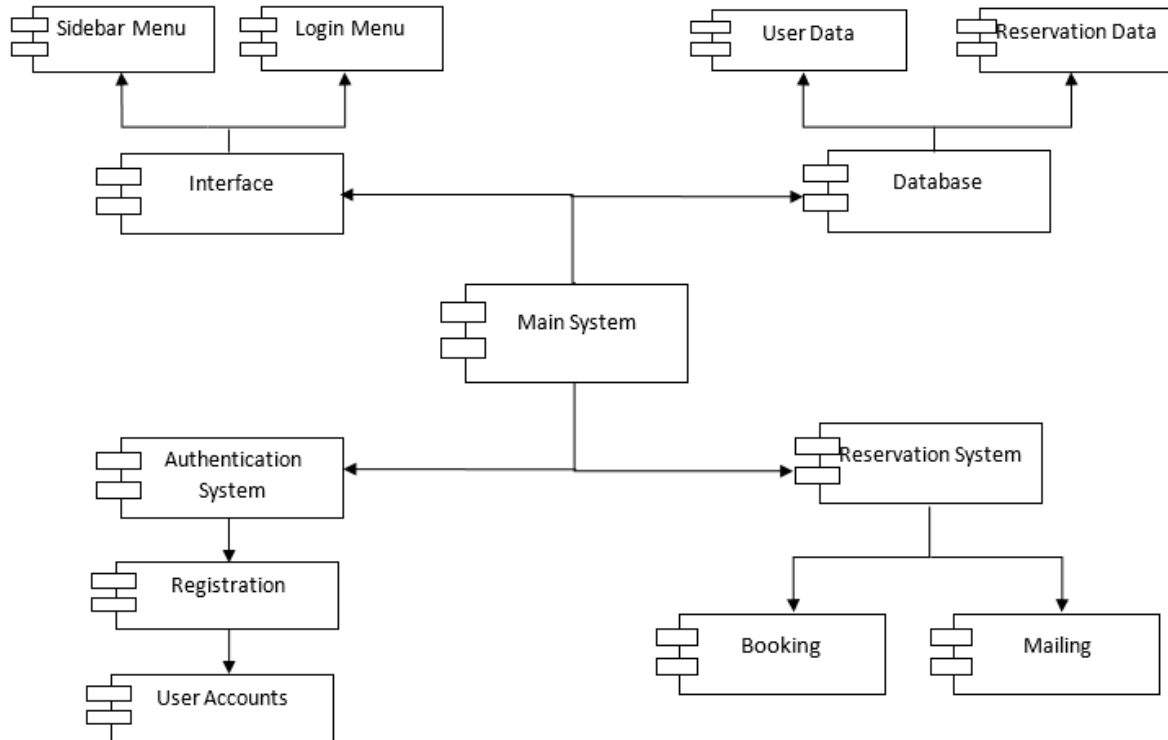 Sidebar Menu
Login Menu
User Data
Reservation Data
Interface
Database
Main System
Authentication
System
Reservation System
Registration
Booking
Mailing
User Accounts